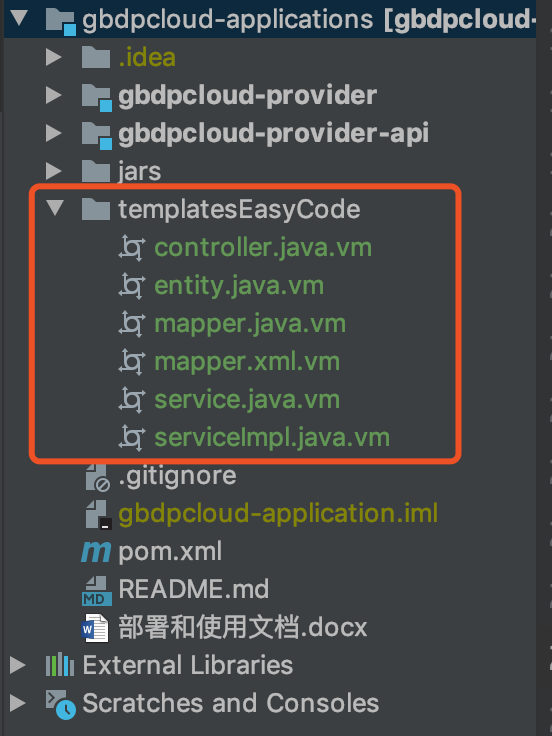 gbdpcloud-applications [gbdpcloud-
.idea
gbdpcloud-provider
gbdpcloud-provider-api
jars
templatesEasyCode
controller.java.vm
entity.java.vm
mapper.java.vm
mapper.xml.vm
service.java.vm
serviceImpl.java.vm
.gitignore
gbdpcloud-application.iml
m pom.xml
MD README.md
W 部署和使用文档.docx
External Libraries
Scratches and Consoles